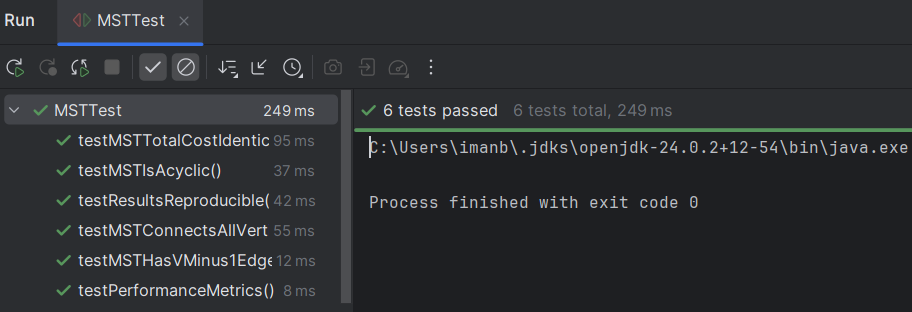 Run MSTTest
MSTTest 249 ms
6 tests passed 6 tests total, 249 ms
testMSTTotalCostIdentic 95 ms
testMSTIsAcyclic() 37 ms
testResultsReproducible( 42 ms
testMSTConnectsAllVert 55 ms
testMSTHasVMinus1Edge 12 ms
testPerformanceMetrics() 8 ms
C:\Users\imanb\.jdks\openjdk-24.0.2+12-54\bin\java.exe
Process finished with exit code 0